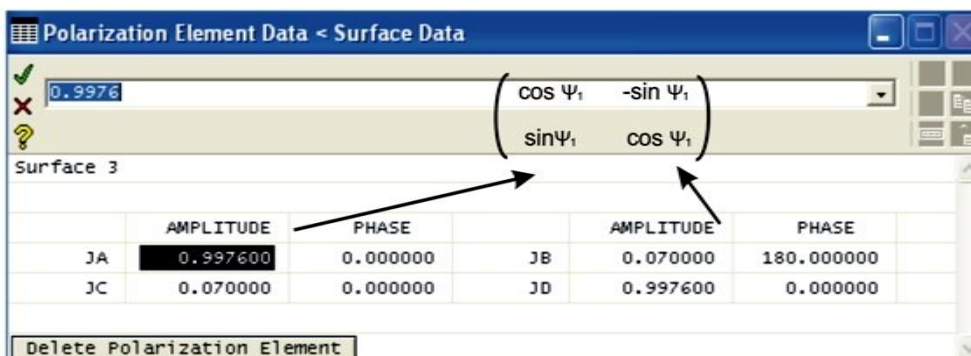 Polarization Element Data < Surface Data
0.9976
cos Ψ₁ -sin Ψ₁
sinΨ₁ cos Ψ₁
Surface 3
AMPLITUDE PHASE AMPLITUDE PHASE
JA 0.997600 0.000000 JB 0.070000 180.000000
JC 0.070000 0.000000 JD 0.997600 0.000000
Delete Polarization Element